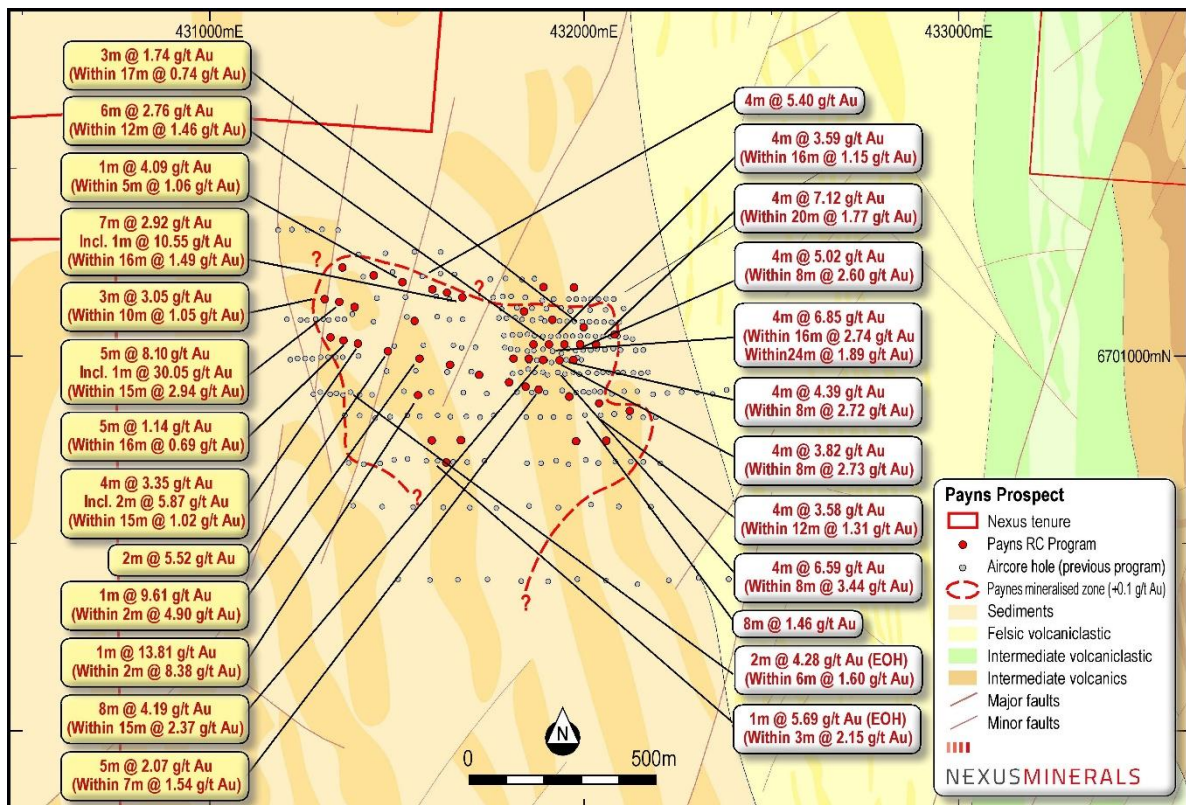 431000mE
432000mE
433000mE
3m @ 1.74 g/t Au
(Within 17m @ 0.74 g/t Au)
6m @ 2.76 g/t Au
(Within 12m @ 1.46 g/t Au)
1m @ 4.09 g/t Au
(Within 5m @ 1.06 g/t Au)
7m @ 2.92 g/t Au
Incl. 1m @ 10.55 g/t Au
(Within 16m @ 1.49 g/t Au)
3m @ 3.05 g/t Au
(Within 10m @ 1.05 g/t Au)
5m @ 8.10 g/t Au
Incl. 1m @ 30.05 g/t Au
(Within 15m @ 2.94 g/t Au)
5m @ 1.14 g/t Au
(Within 16m @ 0.69 g/t Au)
4m @ 3.35 g/t Au
Incl. 2m @ 5.87 g/t Au
(Within 15m @ 1.02 g/t Au)
2m @ 5.52 g/t Au
1m @ 9.61 g/t Au
(Within 2m @ 4.90 g/t Au)
1m @ 13.81 g/t Au
(Within 2m @ 8.38 g/t Au)
8m @ 4.19 g/t Au
(Within 15m @ 2.37 g/t Au)
5m @ 2.07 g/t Au
(Within 7m @ 1.54 g/t Au)
?
?
?
?
4m @ 5.40 g/t Au
4m @ 3.59 g/t Au
(Within 16m @ 1.15 g/t Au)
4m @ 7.12 g/t Au
(Within 20m @ 1.77 g/t Au)
4m @ 5.02 g/t Au
(Within 8m @ 2.60 g/t Au)
4m @ 6.85 g/t Au
(Within 16m @ 2.74 g/t Au)
Within24m @ 1.89 g/t Au)
4m @ 4.39 g/t Au
(Within 8m @ 2.72 g/t Au)
4m @ 3.82 g/t Au
(Within 8m @ 2.73 g/t Au)
4m @ 3.58 g/t Au
(Within 12m @ 1.31 g/t Au)
4m @ 6.59 g/t Au
(Within 8m @ 3.44 g/t Au)
8m @ 1.46 g/t Au
2m @ 4.28 g/t Au (EOH)
(Within 6m @ 1.60 g/t Au)
1m @ 5.69 g/t Au (EOH)
(Within 3m @ 2.15 g/t Au)
6701000mN
N
0
500m
Payns Prospect
Nexus tenure
Payns RC Program
Aircore hole (previous program)
Paynes mineralised zone (+0.1 g/t Au)
Sediments
Felsic volcaniclastic
Intermediate volcaniclastic
Intermediate volcanics
Major faults
Minor faults
NEXUSMINERALS